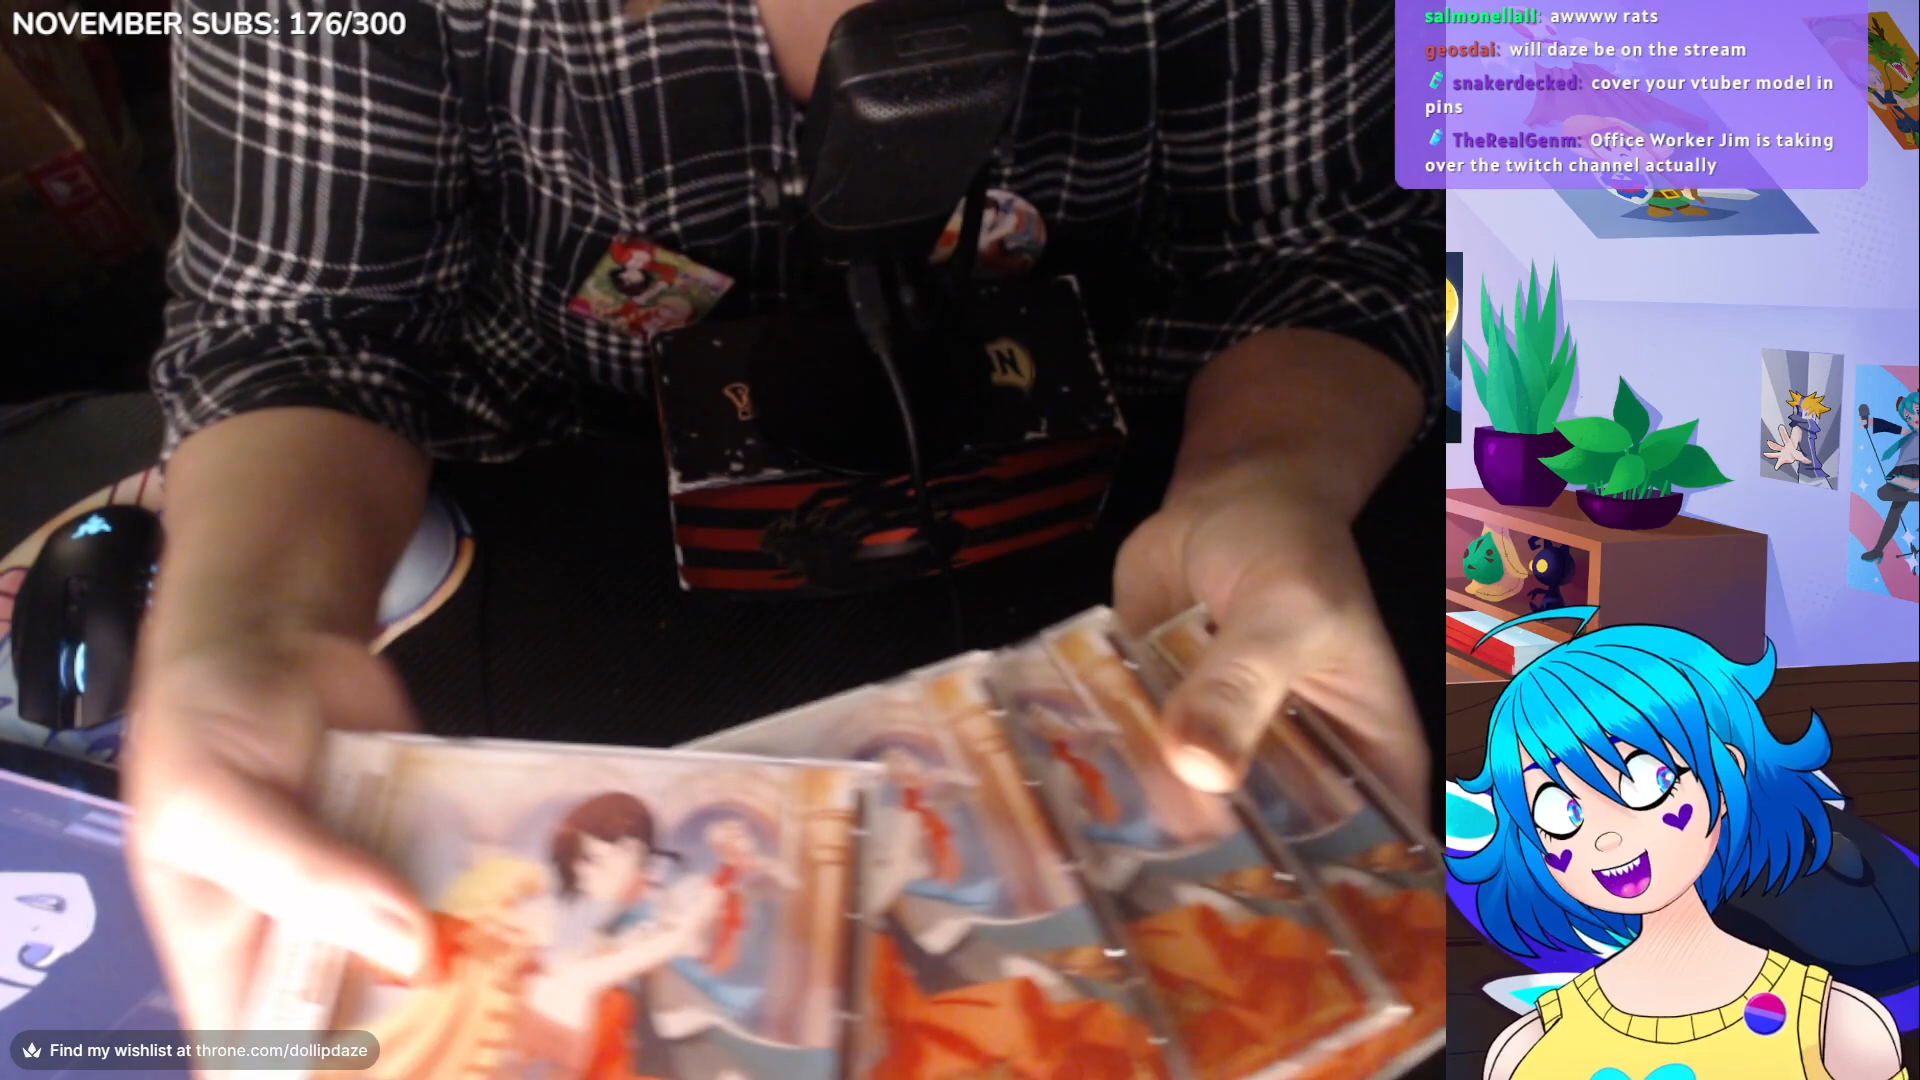 NOVEMBER SUBS: 176/300
salmonellall: awwww rats
geosdai: will daze be on the stream
snakerdecked: cover your vtuber model in
pins
TheRealGenm: Office Worker Jim is taking
over the twitch channel actually
N
Find my wishlist at throne.com/dollipdaze